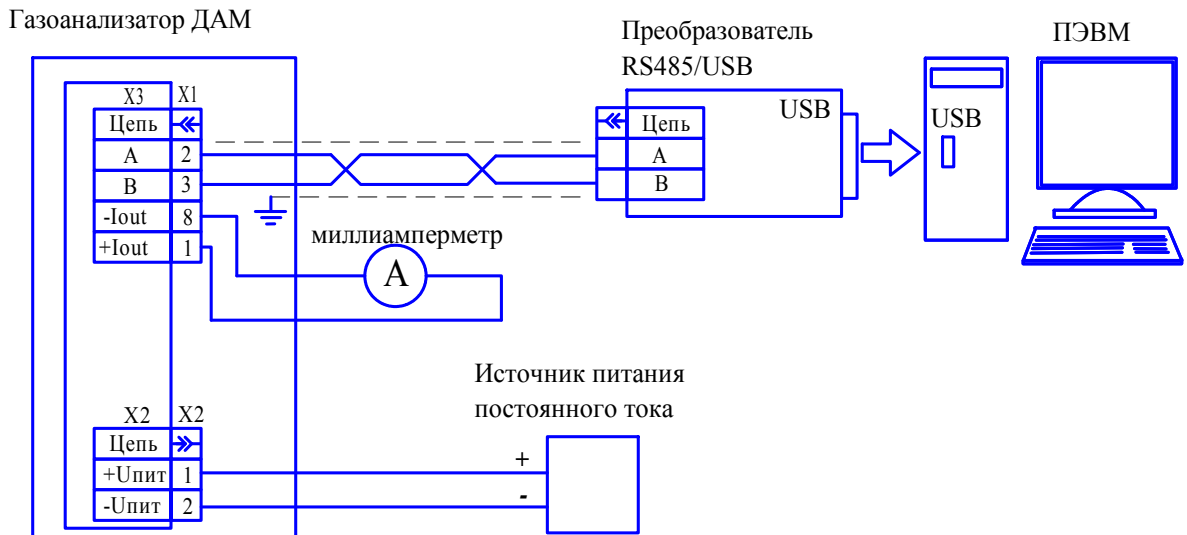 Газоанализатор ДАМ
Преобразователь
RS485/USB
ПЭВМ
X3 X1
Цепь
A 2
B 3
-Iout 8
+Iout 1
Цепь
A
B
USB
USB
миллиамперметр
A
Источник питания
постоянного тока
X2 X2
Цепь
+Uпит 1
-Uпит 2
+
-